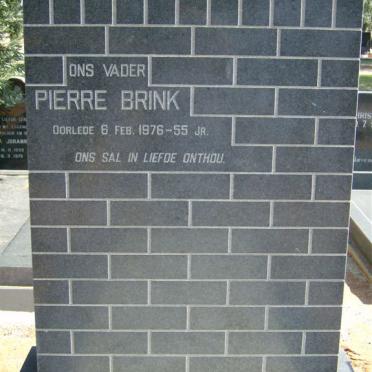 ONS VADER
PIERRE BRINK
OORLEDE 6 FEB. 1976-55 JR.
ONS SAL IN LIEFDE ONTHOU.